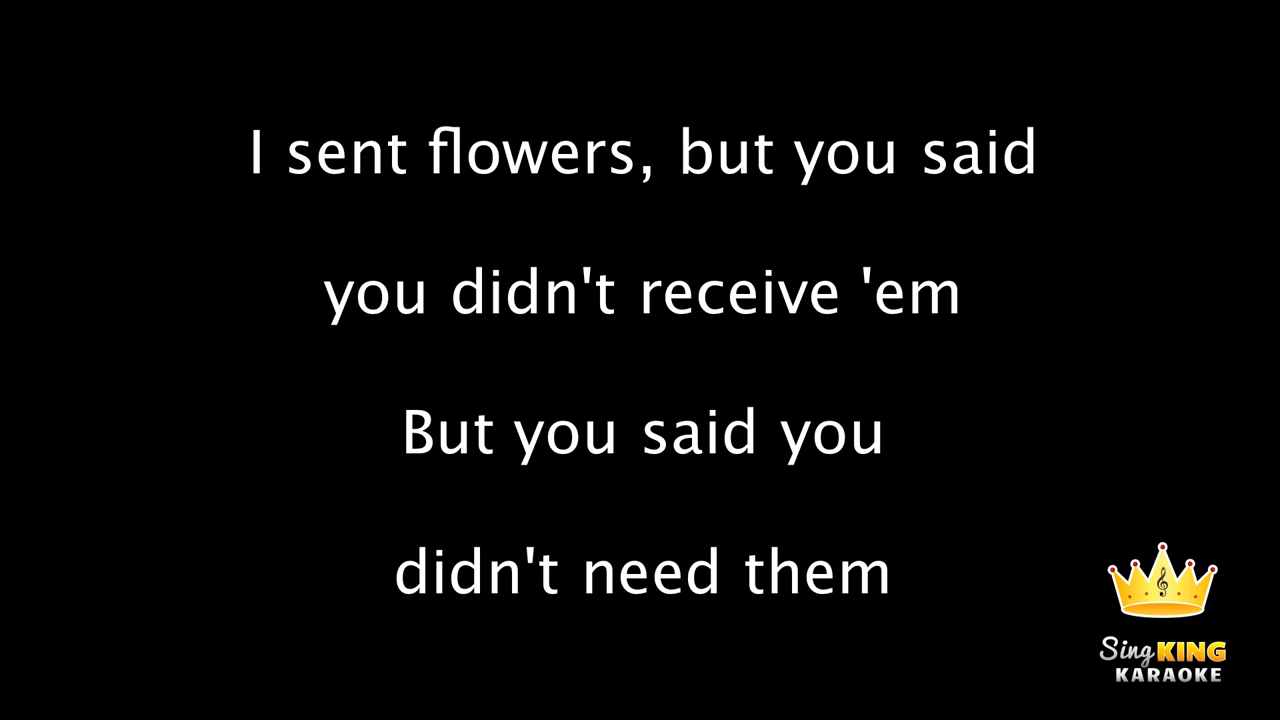 I sent flowers, but you said
you didn't receive 'em
But you said you
didn't need them
Sing KING
KARAOKE